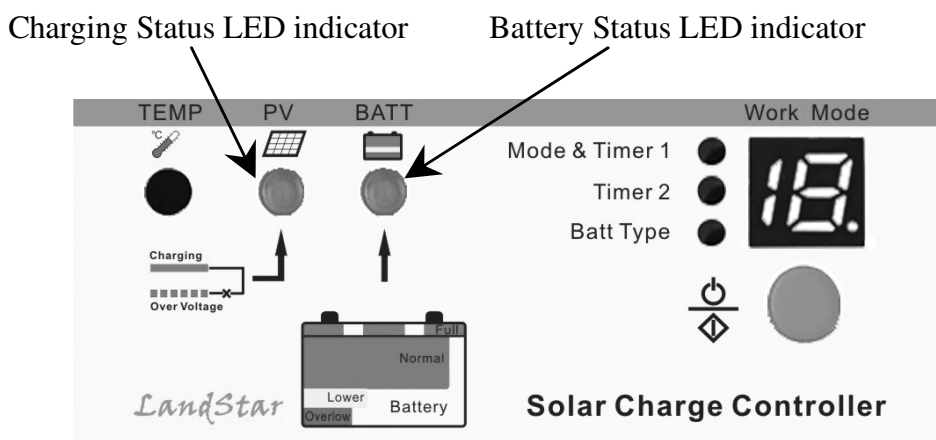 Charging Status LED indicator
Battery Status LED indicator
TEMP
PV
BATT
Work Mode
°C
Mode & Timer 1
Timer 2
Batt Type
18.
Charging
Over Voltage
Full
Normal
Lower
Overlow
Battery
LandStar
Solar Charge Controller